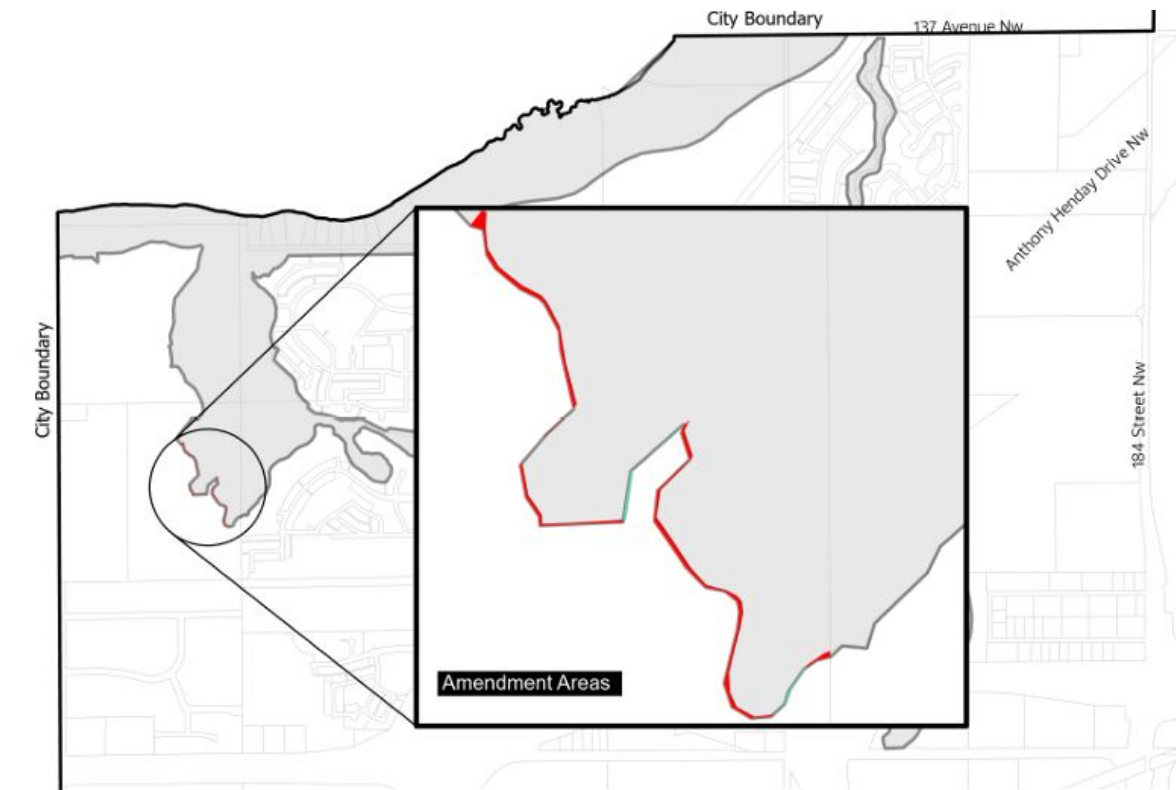 City Boundary
137 Avenue Nw
Anthony Henday Drive Nw
City Boundary
184 Street Nw
Amendment Areas